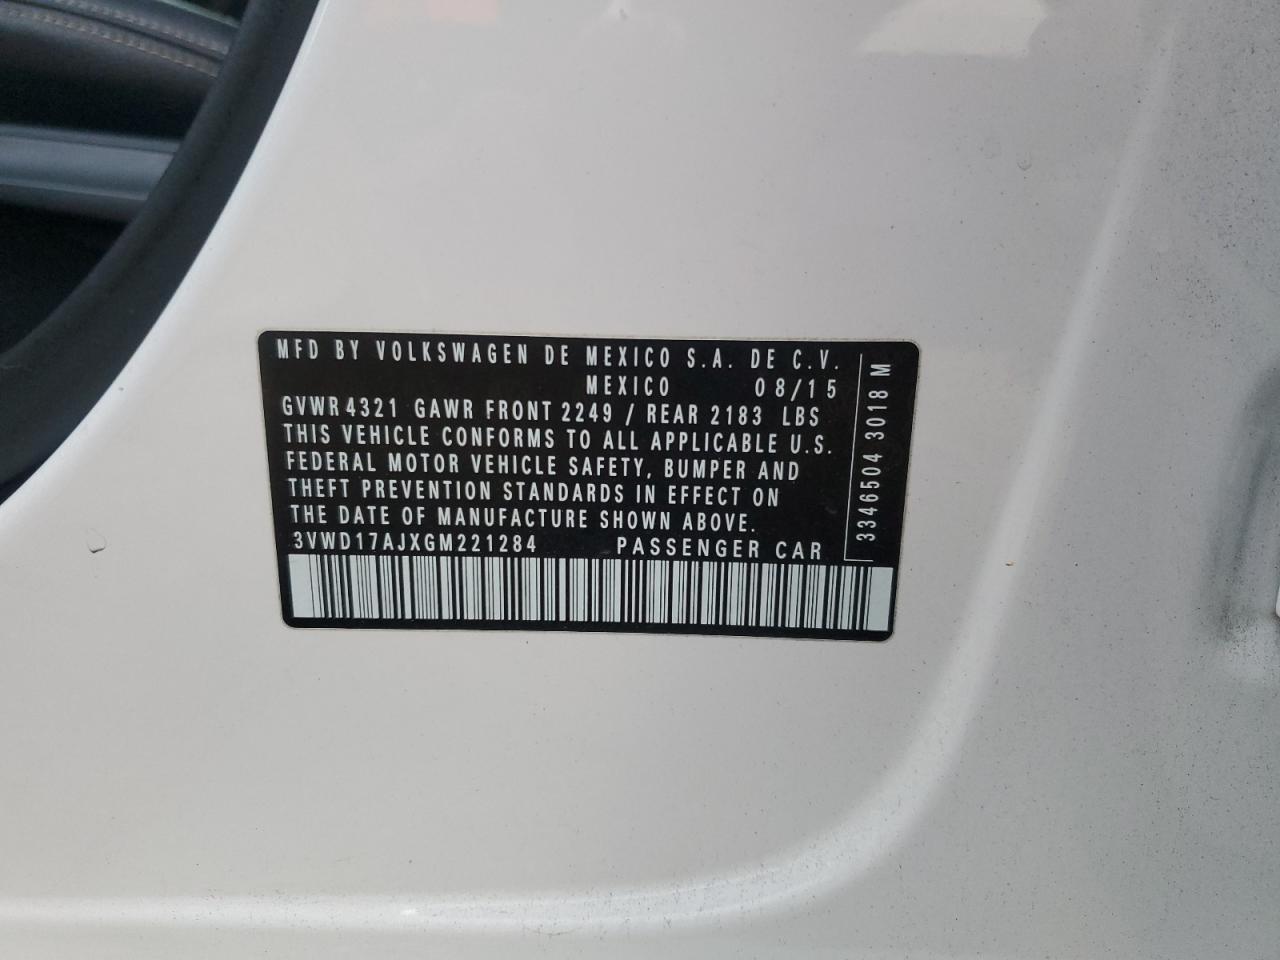 MFD BY VOLKSWAGEN DE MEXICO S.A. DE C.V.
MEXICO 08/15
GVWR 4321 GAWR FRONT 2249 / REAR 2183 LBS
THIS VEHICLE CONFORMS TO ALL APPLICABLE U.S.
FEDERAL MOTOR VEHICLE SAFETY, BUMPER AND
THEFT PREVENTION STANDARDS IN EFFECT ON
THE DATE OF MANUFACTURE SHOWN ABOVE.
3VWD17AJXGM221284 PASSENGER CAR
3346504 3018 M